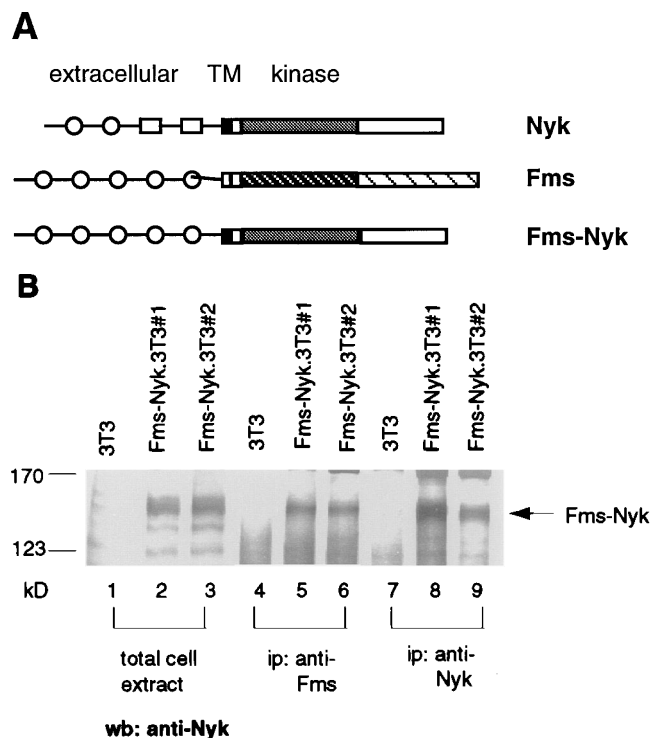 A
extracellular TM kinase
Nyk
Fms
Fms-Nyk
B
3T3
Fms-Nyk.3T3#1
Fms-Nyk.3T3#2
3T3
Fms-Nyk.3T3#1
Fms-Nyk.3T3#2
3T3
Fms-Nyk.3T3#1
Fms-Nyk.3T3#2
170
Fms-Nyk
123
kD 1 2 3 4 5 6 7 8 9
total cell
extract
ip: anti-
Fms
ip: anti-
Nyk
wb: anti-Nyk